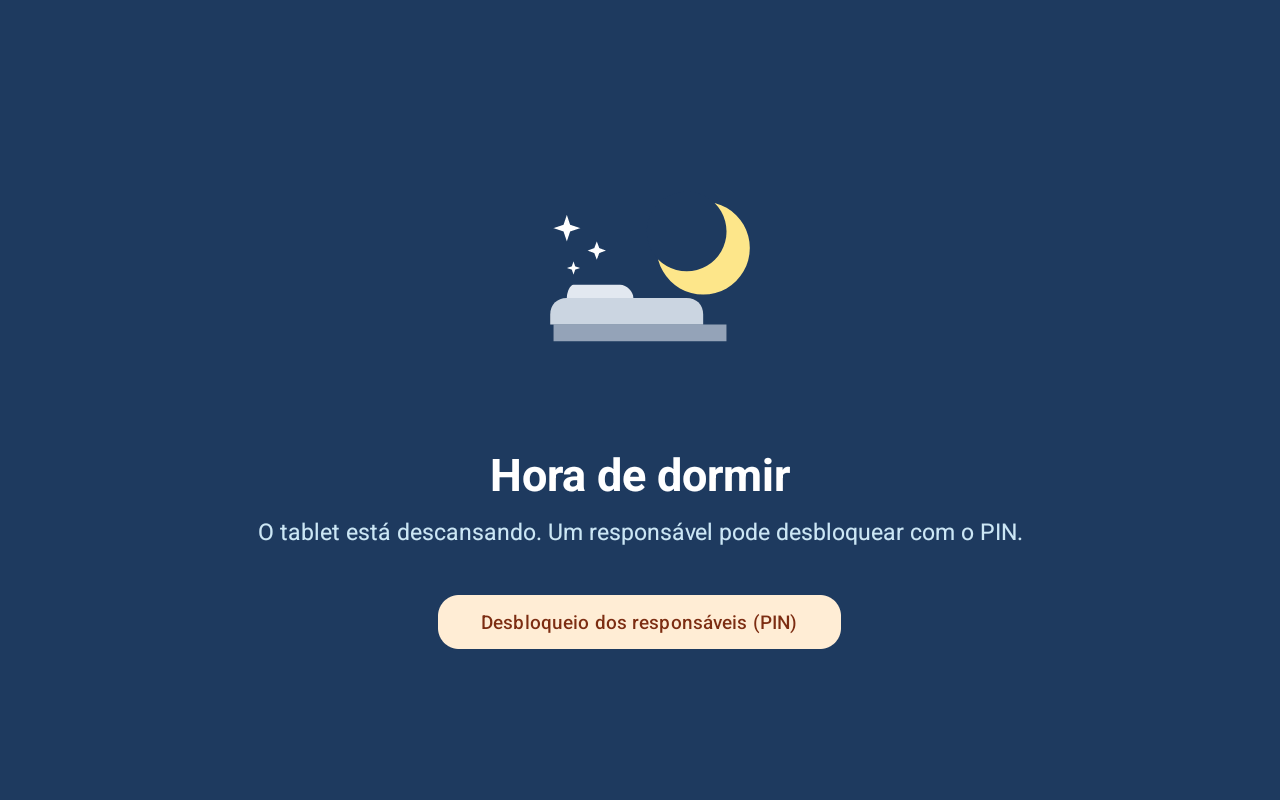 Hora de dormir
O tablet está descansando. Um responsável pode desbloquear com o PIN.
Desbloqueio dos responsáveis (PIN)